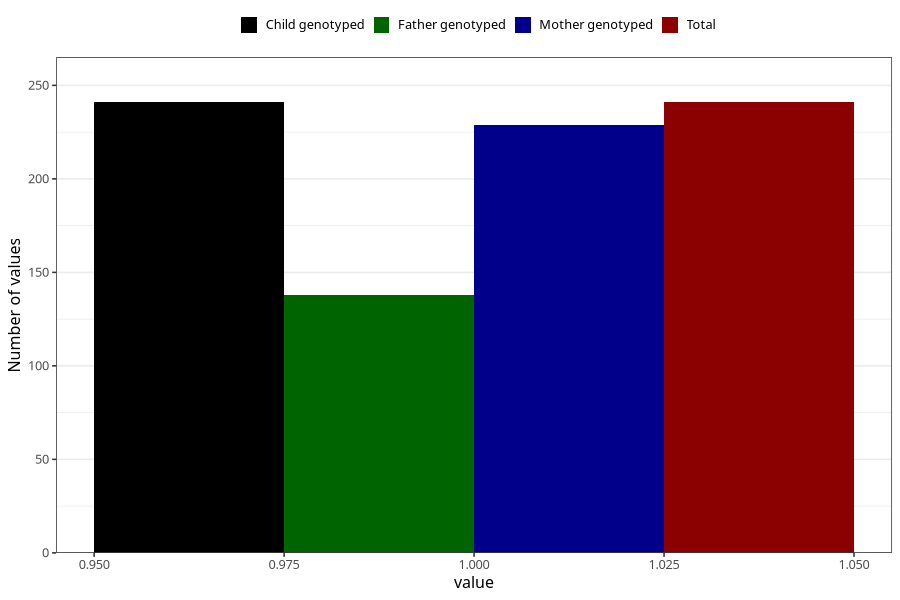 Child genotyped Father genotyped Mother genotyped Total
Number of values
250
200
150
100
50
0
0.950 0.975 1.000 1.025 1.050
value